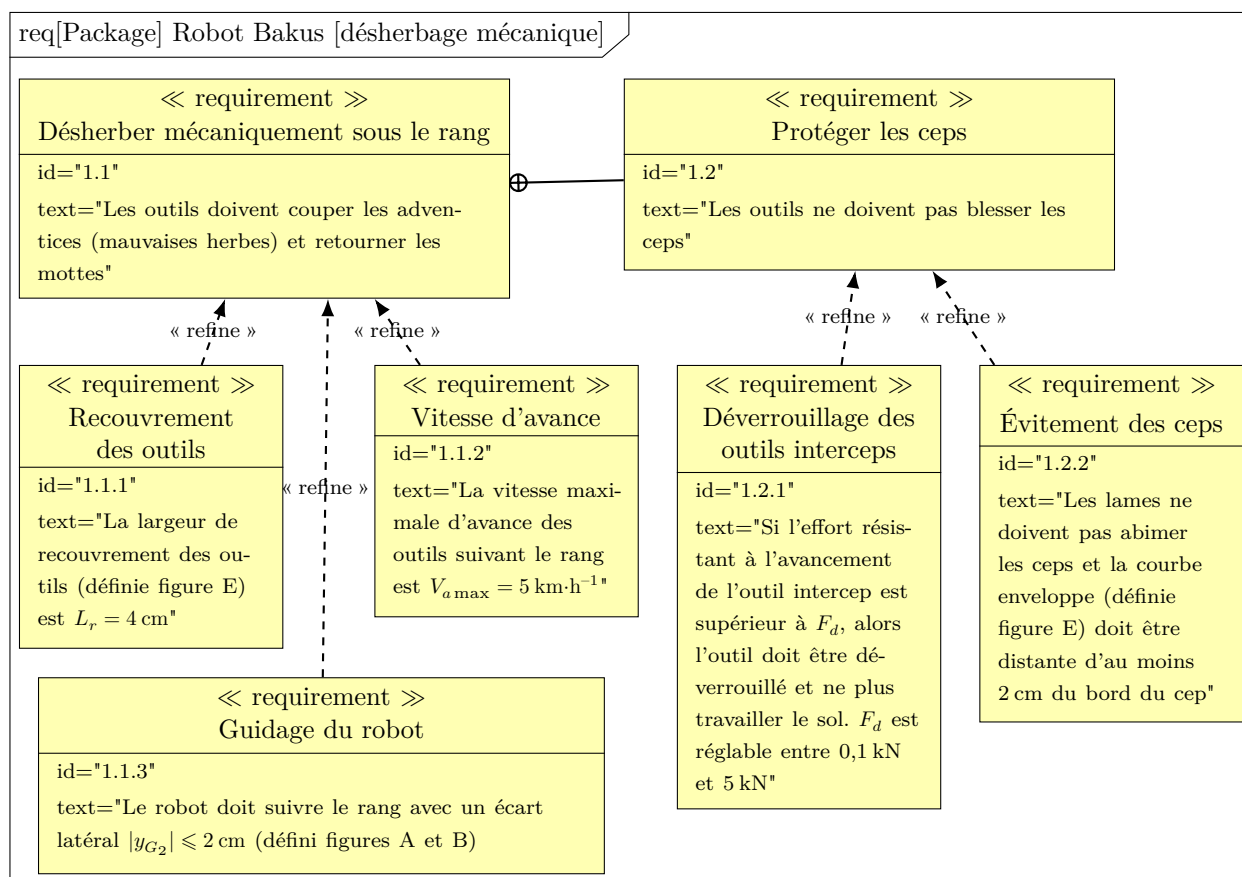 req[Package] Robot Bakus [désherbage mécanique]
≪ requirement ≫
Désherber mécaniquement sous le rang
id="1.1"
text="Les outils doivent couper les adven-
tices (mauvaises herbes) et retourner les
mottes"
≪ requirement ≫
Protéger les ceps
id="1.2"
text="Les outils ne doivent pas blesser les
ceps"
« refine »
« refine »
« refine »
« refine »
≪ requirement ≫
Recouvrement
des outils
id="1.1.1"
text="La largeur de
recouvrement des ou-
tils (définie figure E)
est $L_r = 4$ cm"
« refine »
≪ requirement ≫
Vitesse d'avance
id="1.1.2"
text="La vitesse maxi-
male d'avance des
outils suivant le rang
est $V_{a\,\max} = 5$ km·h⁻¹"
≪ requirement ≫
Déverrouillage des
outils interceps
id="1.2.1"
text="Si l'effort résis-
tant à l'avancement
de l'outil intercep est
supérieur à $F_d$, alors
l'outil doit être dé-
verrouillé et ne plus
travailler le sol. $F_d$ est
réglable entre 0,1 kN
et 5 kN"
≪ requirement ≫
Évitement des ceps
id="1.2.2"
text="Les lames ne
doivent pas abimer
les ceps et la courbe
enveloppe (définie
figure E) doit être
distante d'au moins
2 cm du bord du cep"
≪ requirement ≫
Guidage du robot
id="1.1.3"
text="Le robot doit suivre le rang avec un écart
latéral $|y_{G_2}| \leqslant 2$ cm (défini figures A et B)